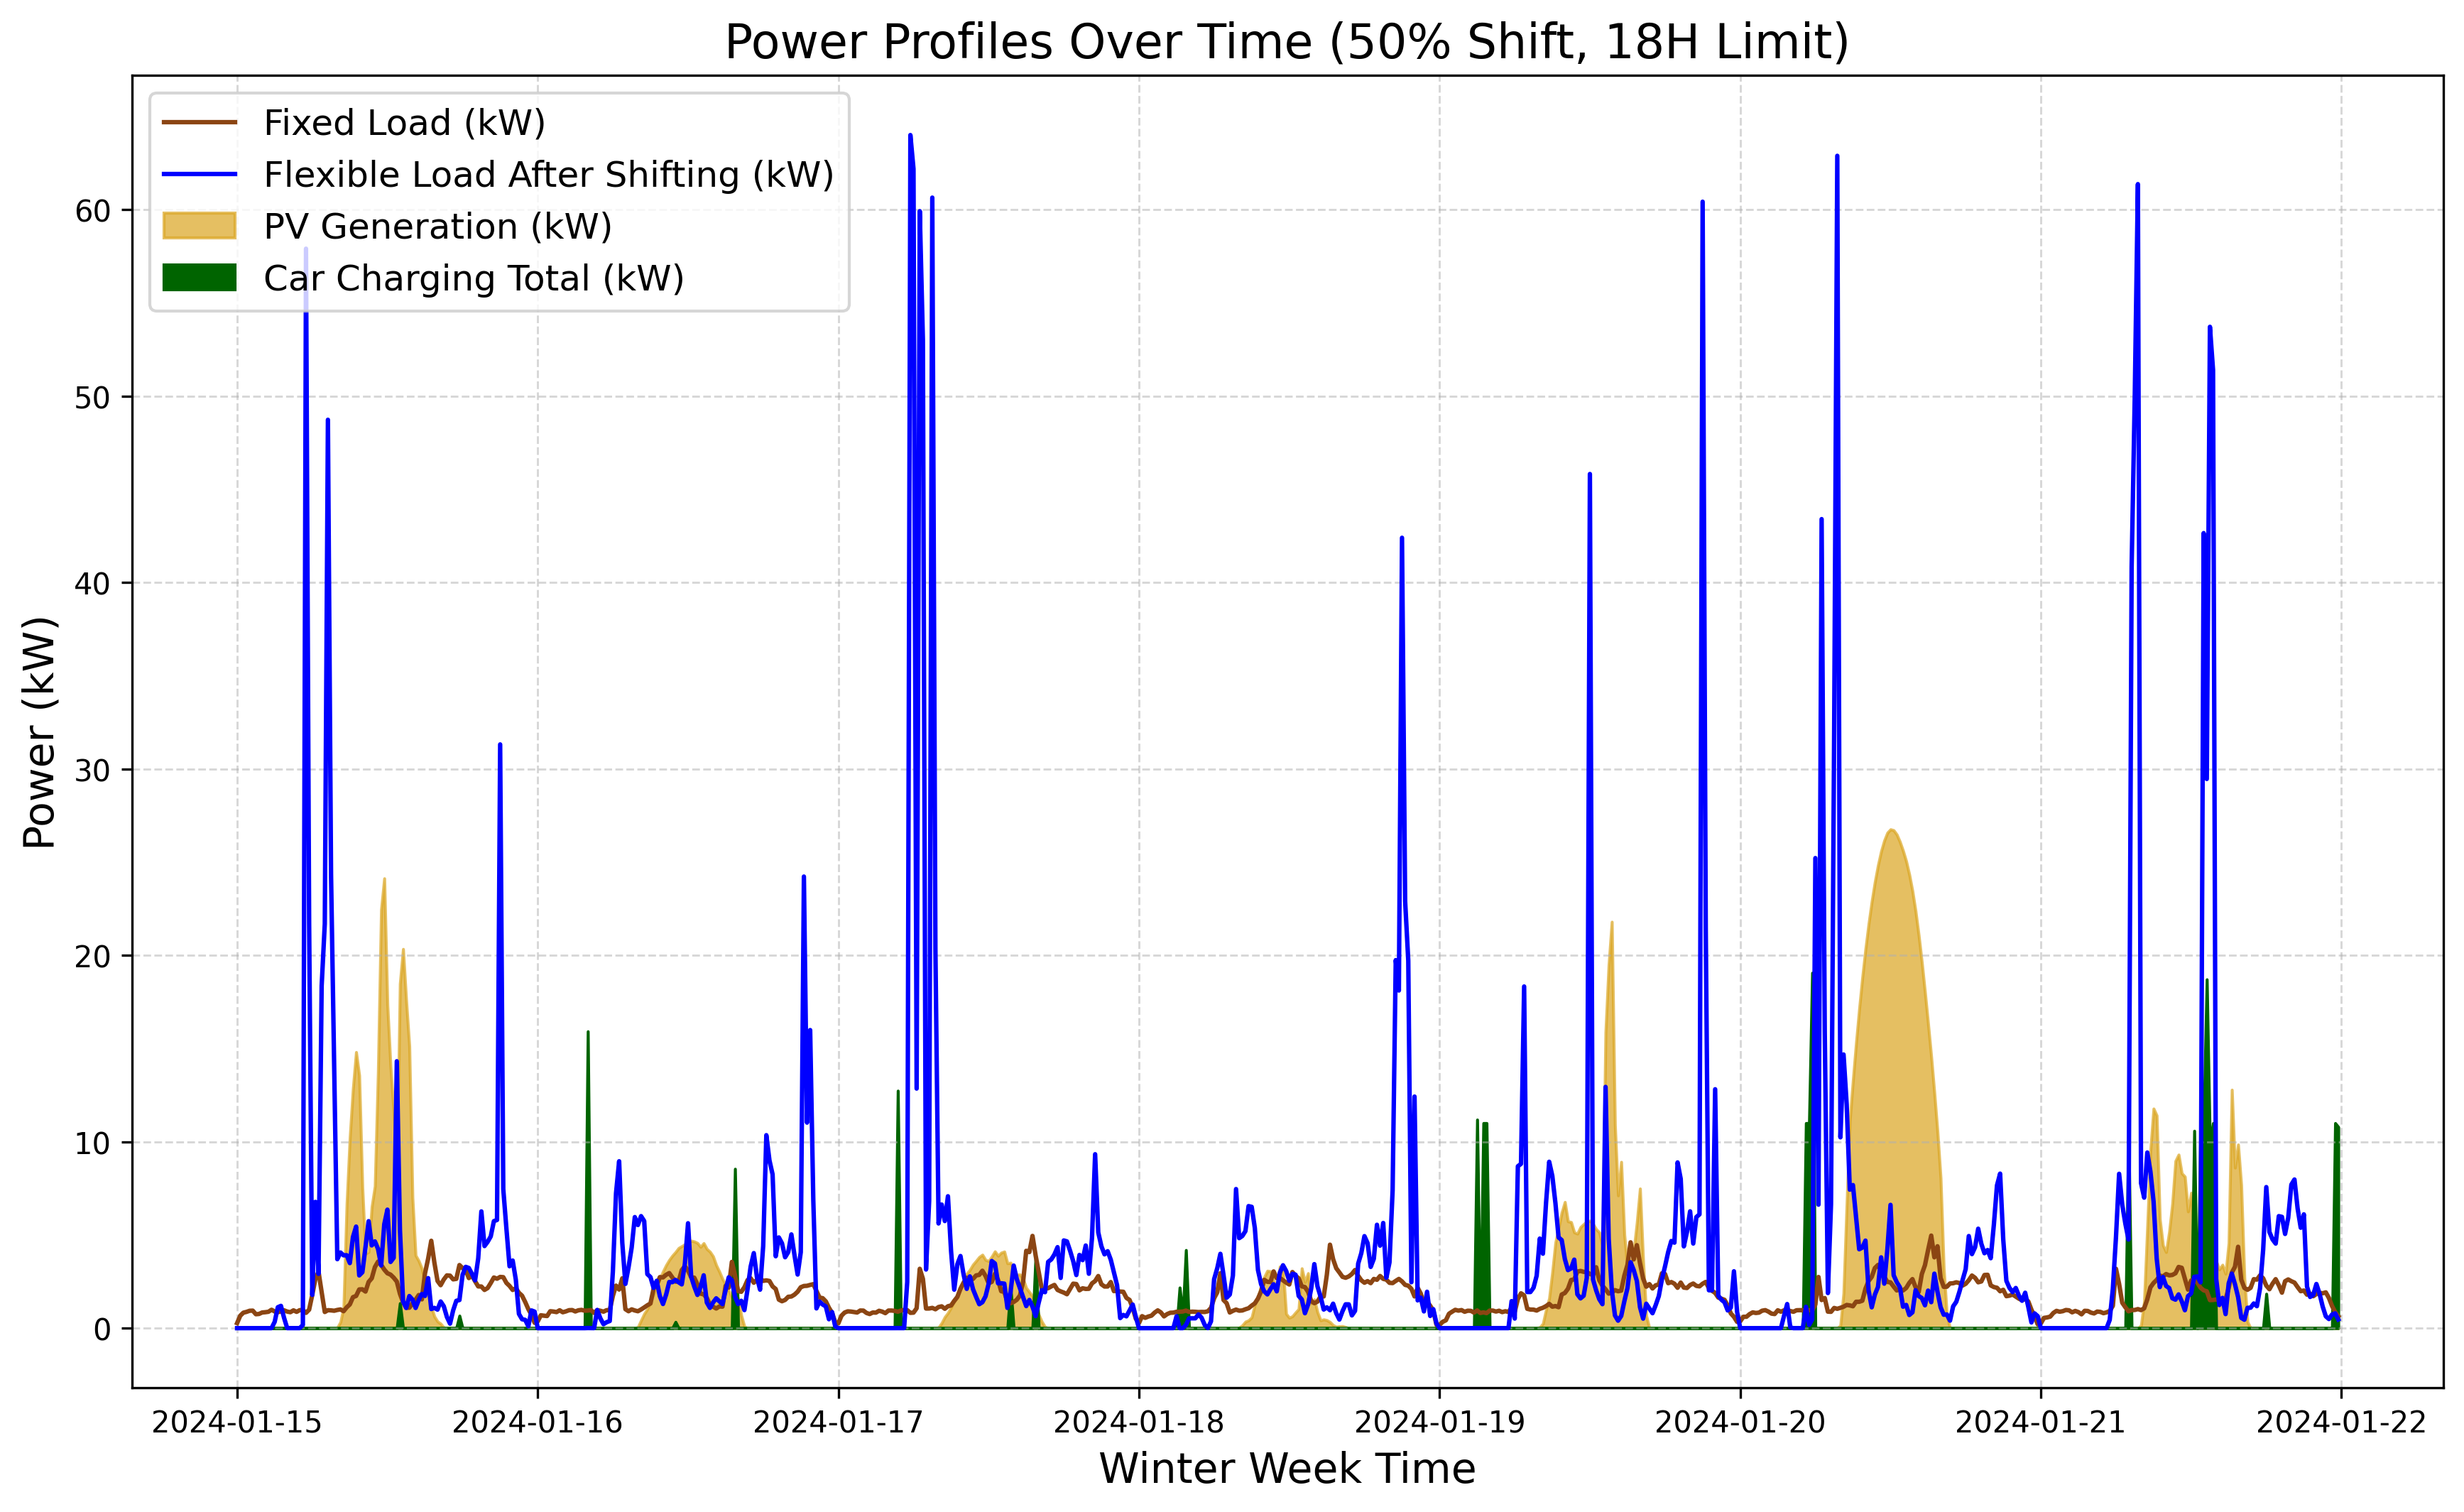 Power Profiles Over Time (50% Shift, 18H Limit)
Fixed Load (kW)
Flexible Load After Shifting (kW)
PV Generation (kW)
Car Charging Total (kW)
Power (kW)
60
50
40
30
20
10
0
2024-01-15
2024-01-16
2024-01-17
2024-01-18
2024-01-19
2024-01-20
2024-01-21
2024-01-22
Winter Week Time